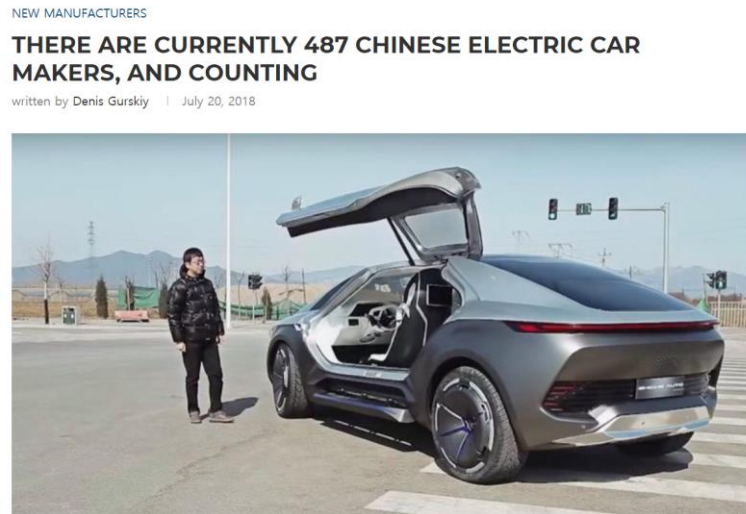 NEW MANUFACTURERS
THERE ARE CURRENTLY 487 CHINESE ELECTRIC CAR
MAKERS, AND COUNTING
written by Denis Gurskiy | July 20, 2018